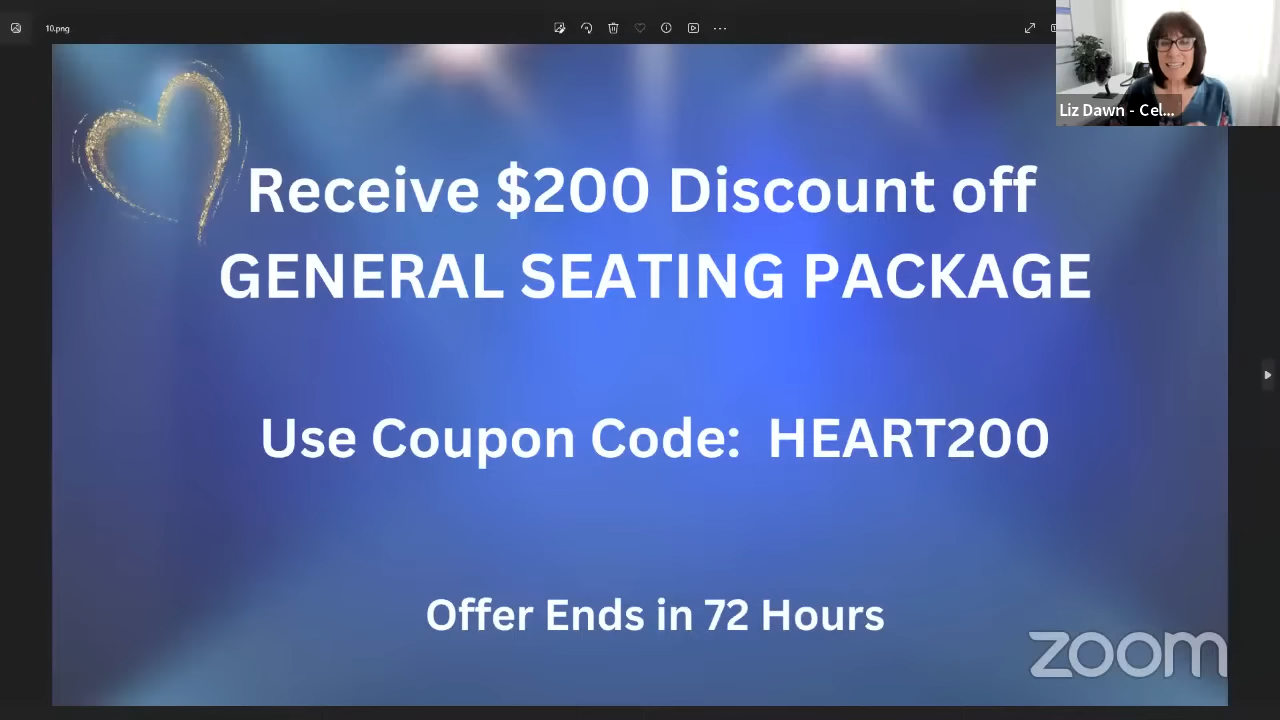 10.png
Liz Dawn - Cel...
Receive $200 Discount off
GENERAL SEATING PACKAGE
Use Coupon Code: HEART200
Offer Ends in 72 Hours
zoom